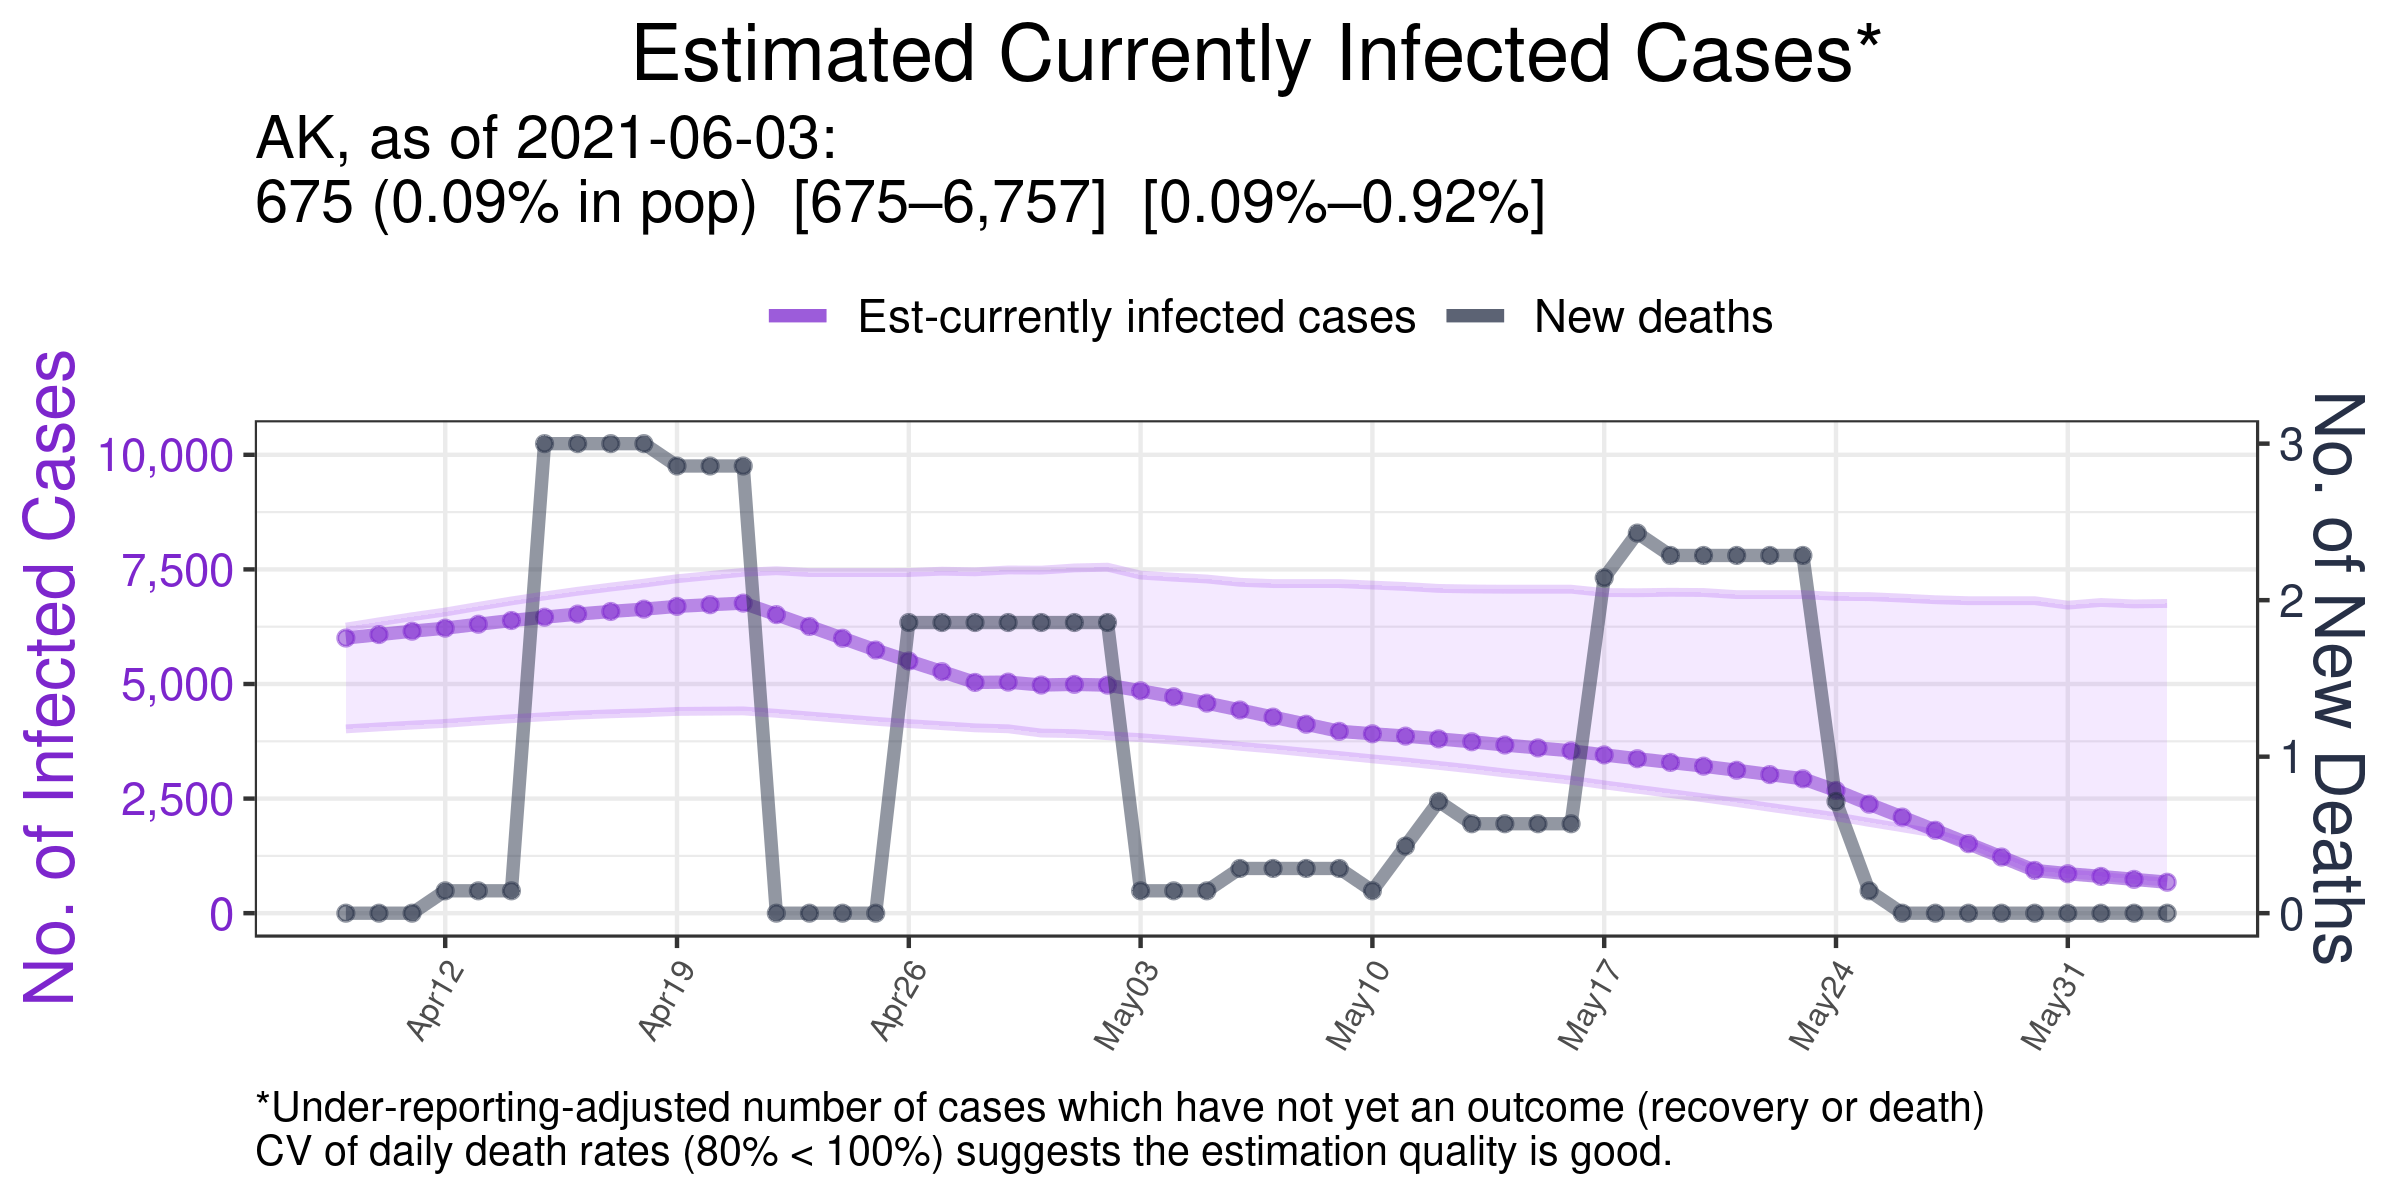 Estimated Currently Infected Cases*
AK, as of 2021-06-03:
675 (0.09% in pop) [675–6,757] [0.09%–0.92%]
Est-currently infected cases
New deaths
No. of Infected Cases
10,000
7,500
5,000
2,500
0
No. of New Deaths
3
2
1
0
Apr12
Apr19
Apr26
May03
May10
May17
May24
May31
*Under-reporting-adjusted number of cases which have not yet an outcome (recovery or death)
CV of daily death rates (80% < 100%) suggests the estimation quality is good.